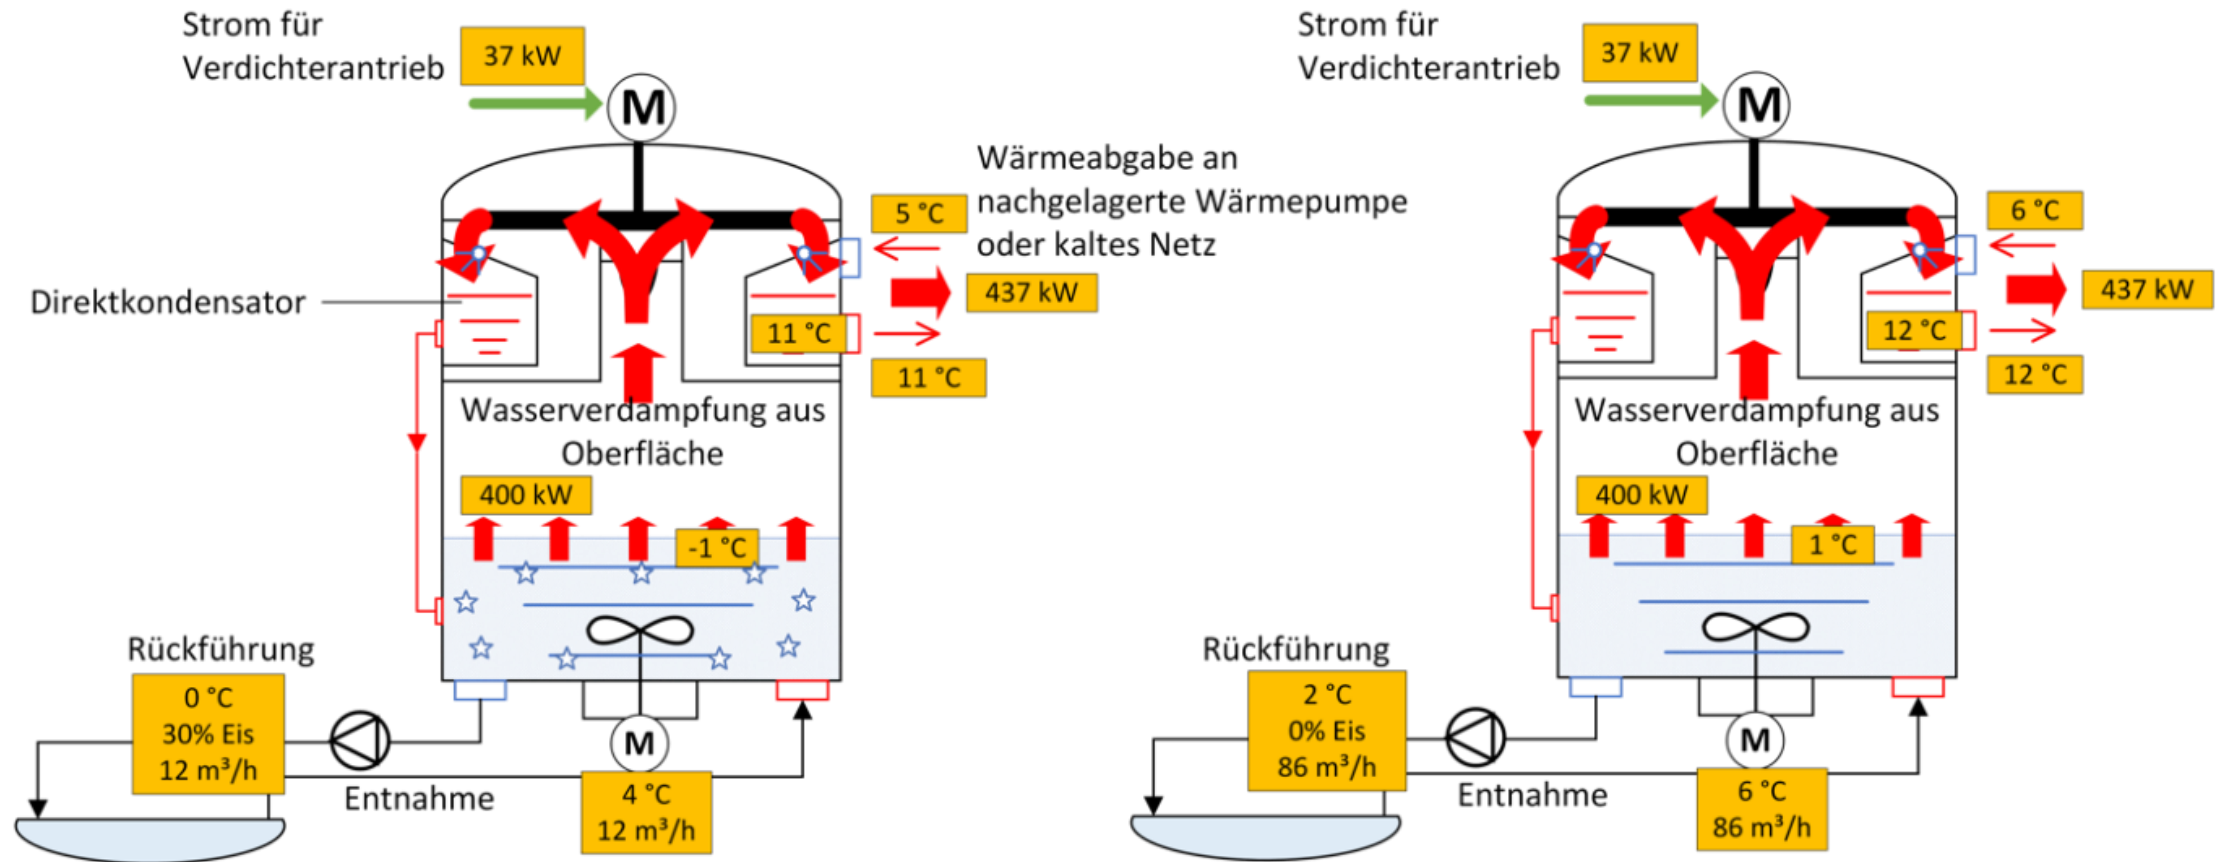 Strom für
Verdichterantrieb
37 kW
M
Wärmeabgabe an
nachgelagerte Wärmepumpe
oder kaltes Netz
5 °C
437 kW
Direktkondensator
11 °C
11 °C
Wasserverdampfung aus
Oberfläche
400 kW
-1 °C
Rückführung
0 °C
30% Eis
12 m³/h
M
Entnahme
4 °C
12 m³/h
Strom für
Verdichterantrieb
37 kW
M
6 °C
437 kW
12 °C
12 °C
Wasserverdampfung aus
Oberfläche
400 kW
1 °C
Rückführung
2 °C
0% Eis
86 m³/h
M
Entnahme
6 °C
86 m³/h